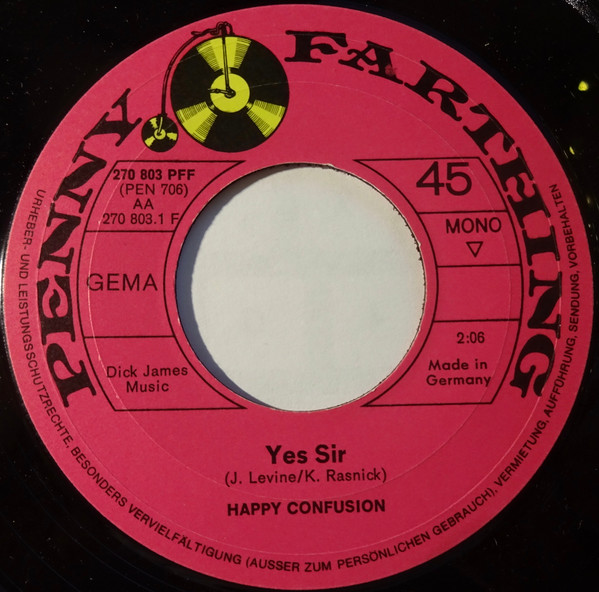 PENNY FARTHING
270 803 PFF
(PEN 706)
AA
270 803.1 F
GEMA
Dick James
Music
45
MONO
2:06
Made in
Germany
Yes Sir
(J. Levine/K. Rasnick)
HAPPY CONFUSION
URHEBER- UND LEISTUNGSSCHUTZRECHTE, BESONDERS VERVIELFÄLTIGUNG (AUSSER ZUM PERSÖNLICHEN GEBRAUCH), VERMIETUNG, AUFFÜHRUNG, SENDUNG, VORBEHALTEN